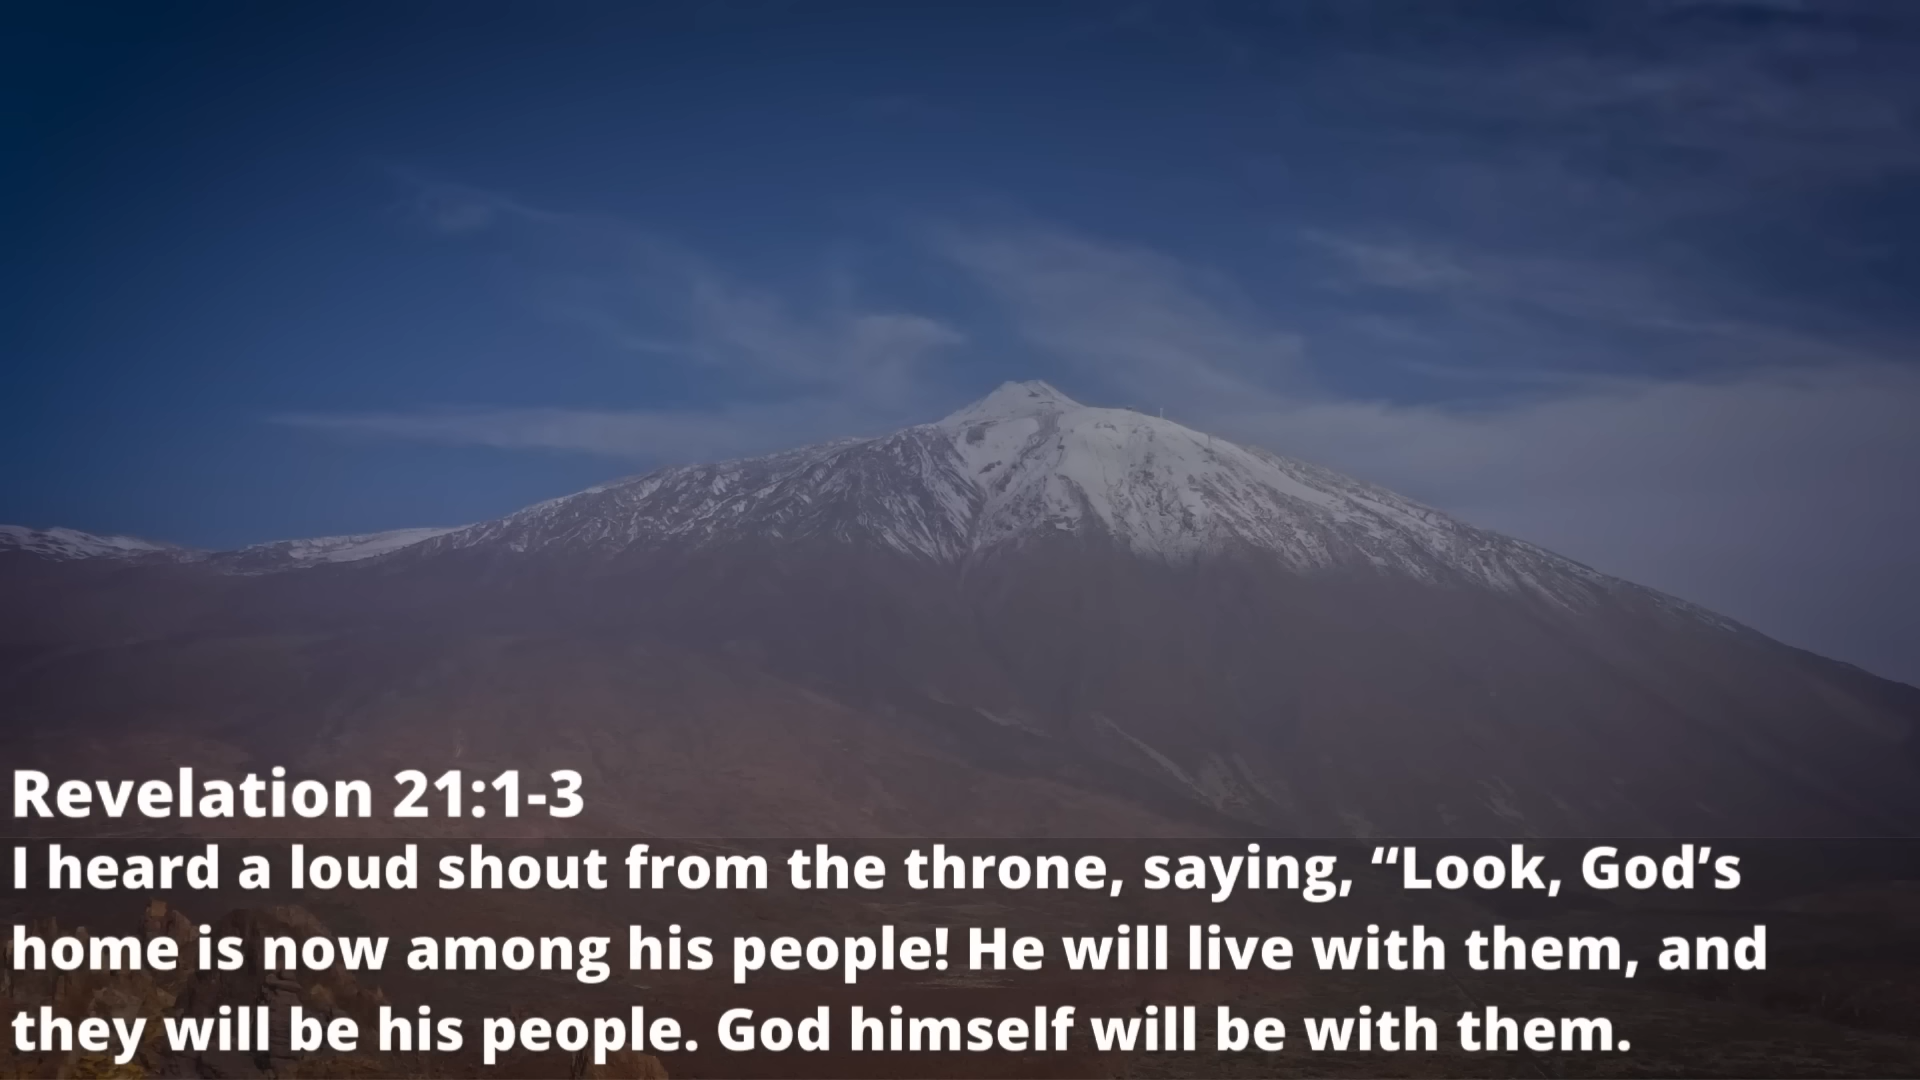 Revelation 21:1-3
I heard a loud shout from the throne, saying, “Look, God’s
home is now among his people! He will live with them, and
they will be his people. God himself will be with them.